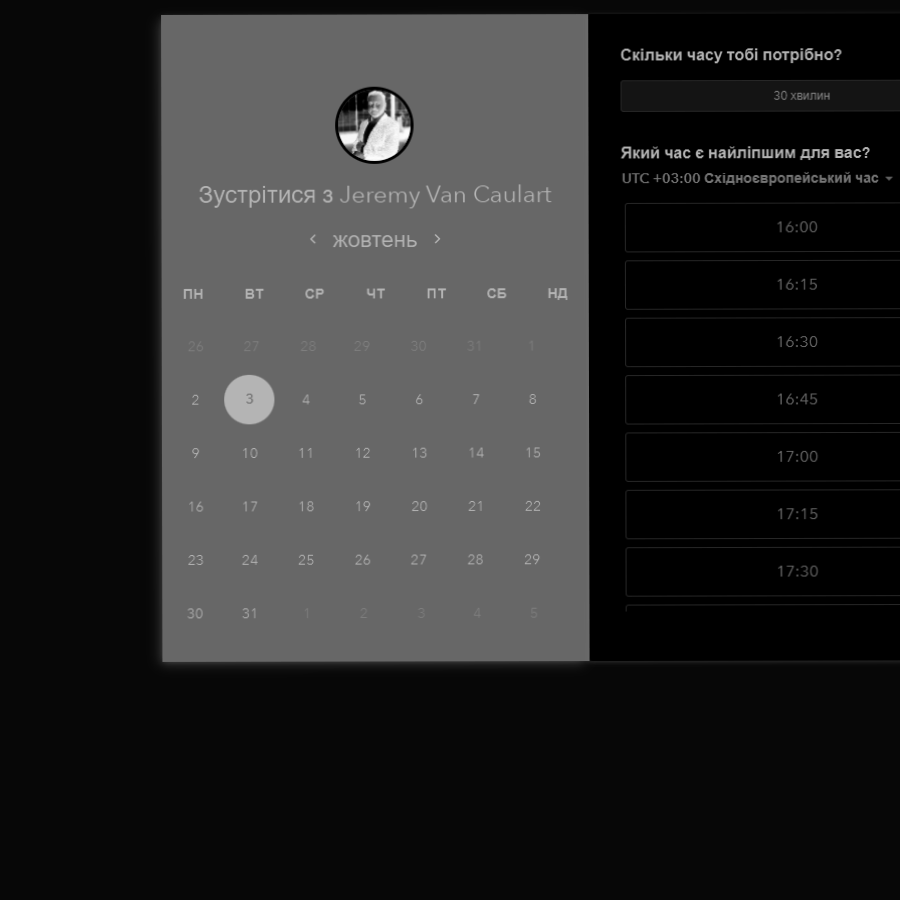 Зустрітися з Jeremy Van Caulart
жовтень
ПН ВТ СР ЧТ ПТ СБ НД
26 27 28 29 30 31 1
2 3 4 5 6 7 8
9 10 11 12 13 14 15
16 17 18 19 20 21 22
23 24 25 26 27 28 29
30 31 1 2 3 4 5
Скільки часу тобі потрібно?
30 хвилин
Який час є найліпшим для вас?
UTC +03:00 Східноєвропейський час
16:00
16:15
16:30
16:45
17:00
17:15
17:30